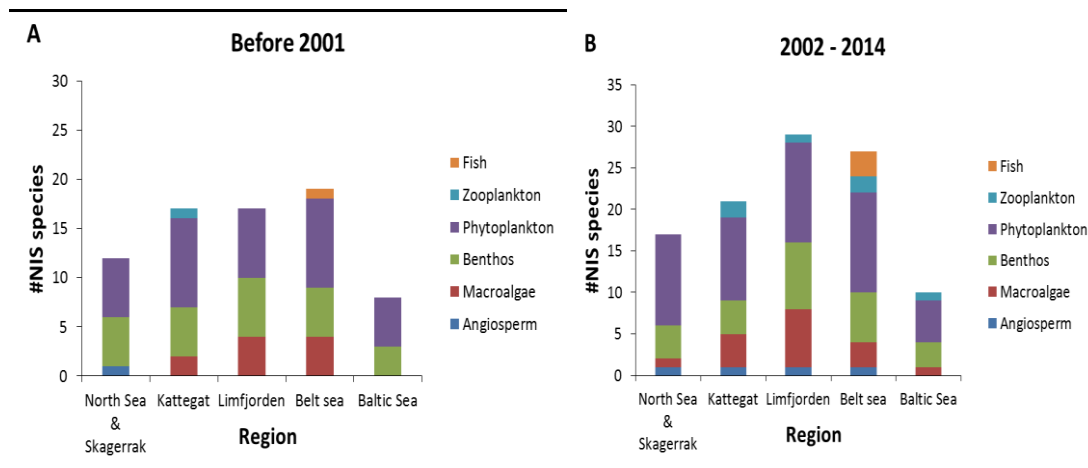 A
Before 2001
#NIS species
30
25
20
15
10
5
0
North Sea
&
Skagerrak
Kattegat
Limfjorden
Belt sea
Baltic Sea
Region
Fish
Zooplankton
Phytoplankton
Benthos
Macroalgae
Angiosperm
B
2002 - 2014
#NIS species
35
30
25
20
15
10
5
0
North Sea
&
Skagerrak
Kattegat
Limfjorden
Belt sea
Baltic Sea
Region
Fish
Zooplankton
Phytoplankton
Benthos
Macroalgae
Angiosperm